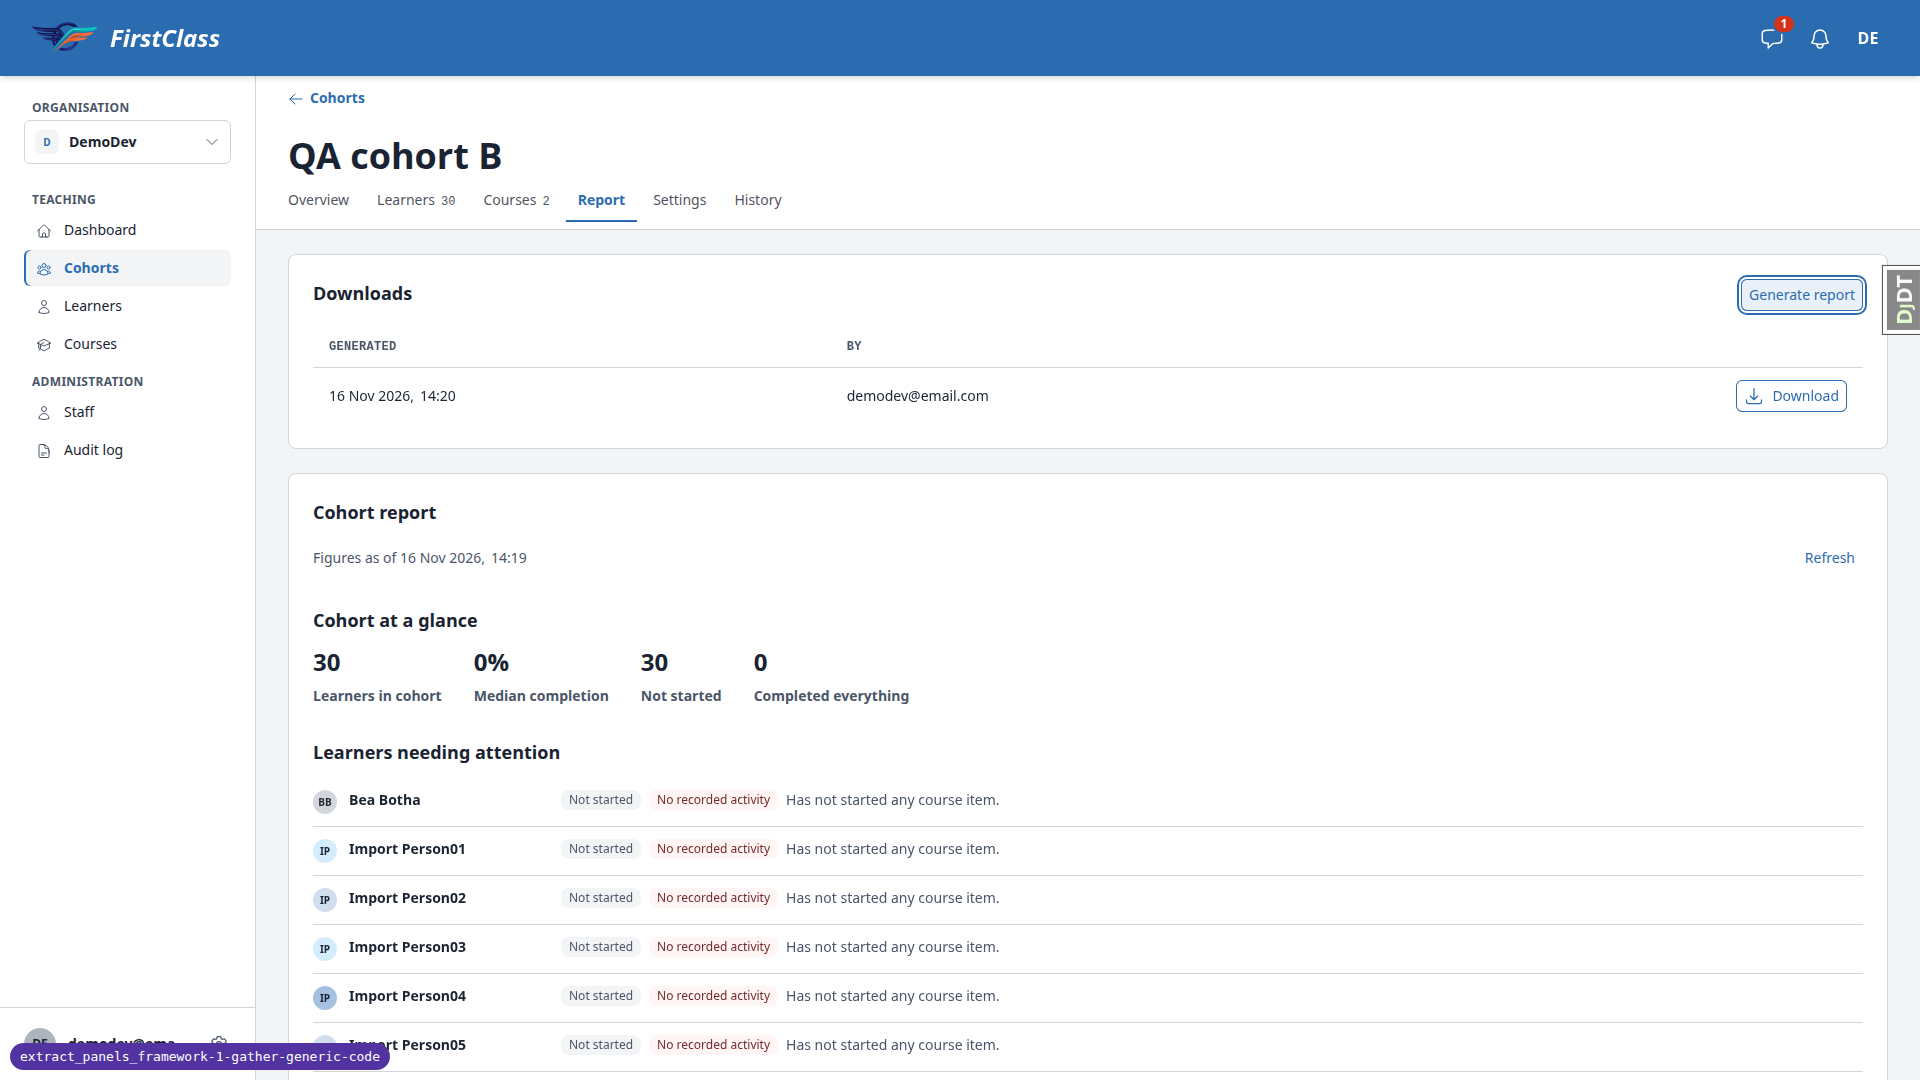 FirstClass
1
DE
ORGANISATION
D DemoDev
TEACHING
Dashboard
Cohorts
Learners
Courses
ADMINISTRATION
Staff
Audit log
extract_panels_framework-1-gather-generic-code
Cohorts
QA cohort B
Overview Learners 30 Courses 2 Report Settings History
Downloads
Generate report
GENERATED BY
16 Nov 2026, 14:20 demodev@email.com Download
Cohort report
Figures as of 16 Nov 2026, 14:19 Refresh
Cohort at a glance
30 0% 30 0
Learners in cohort Median completion Not started Completed everything
Learners needing attention
BB Bea Botha Not started No recorded activity Has not started any course item.
IP Import Person01 Not started No recorded activity Has not started any course item.
IP Import Person02 Not started No recorded activity Has not started any course item.
IP Import Person03 Not started No recorded activity Has not started any course item.
IP Import Person04 Not started No recorded activity Has not started any course item.
Person05 Not started No recorded activity Has not started any course item.
DjDT